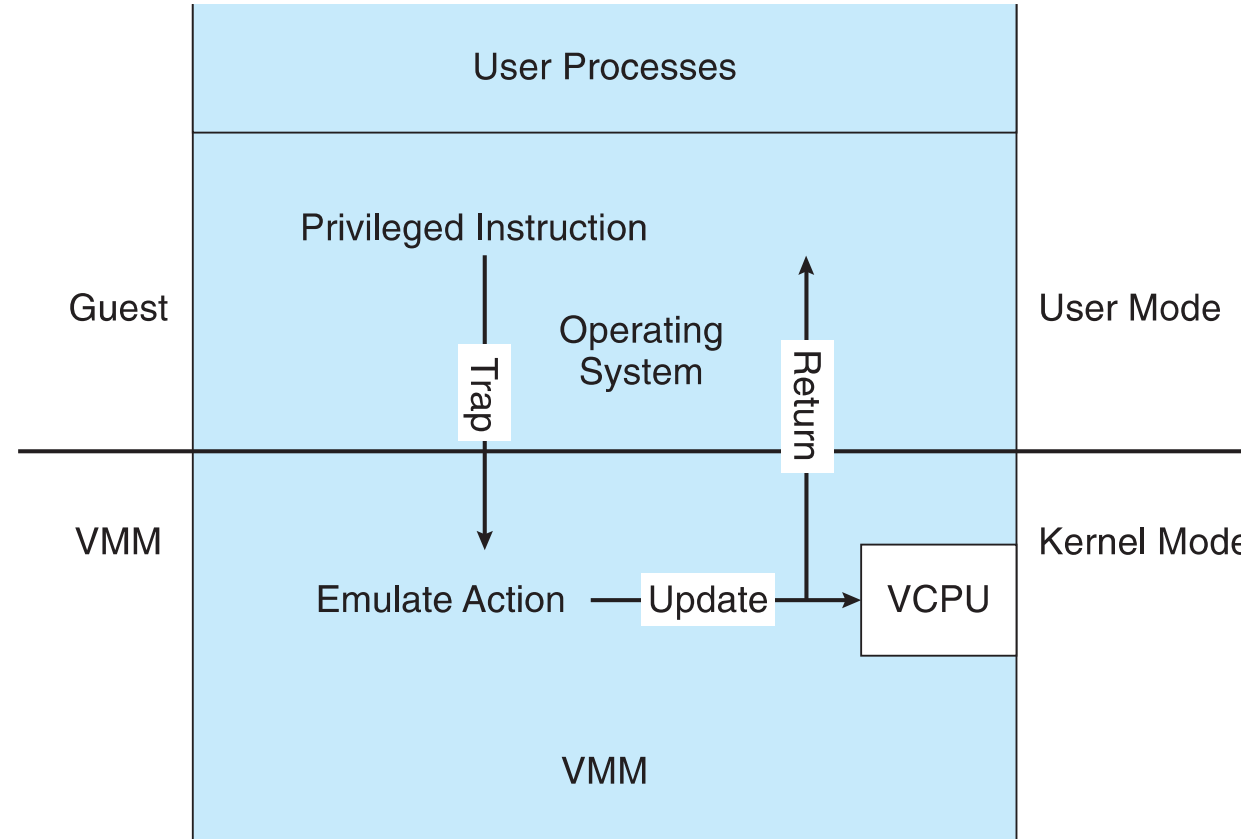 User Processes
Privileged Instruction
Guest
Operating
System
User Mode
Trap
Return
VMM
Kernel Mode
Emulate Action
Update
VCPU
VMM